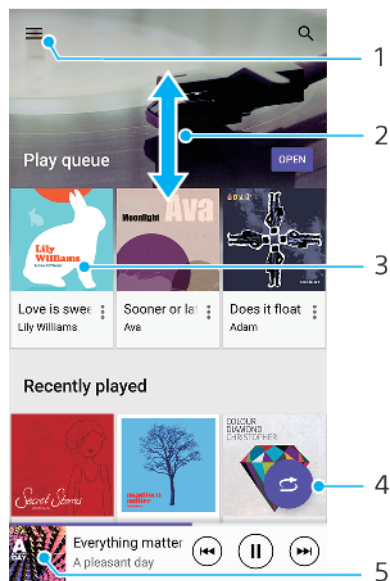 1
2
Play queue
OPEN
Moonlight
Ava
Lily
Williams
3
Love is swee
Sooner or la
Does it float
Lily Williams
Ava
Adam
Recently played
COLOUR
DIAMOND
CHRISTOPHER
Secret Stories
4
A
DAY
Everything matter
A pleasant day
5